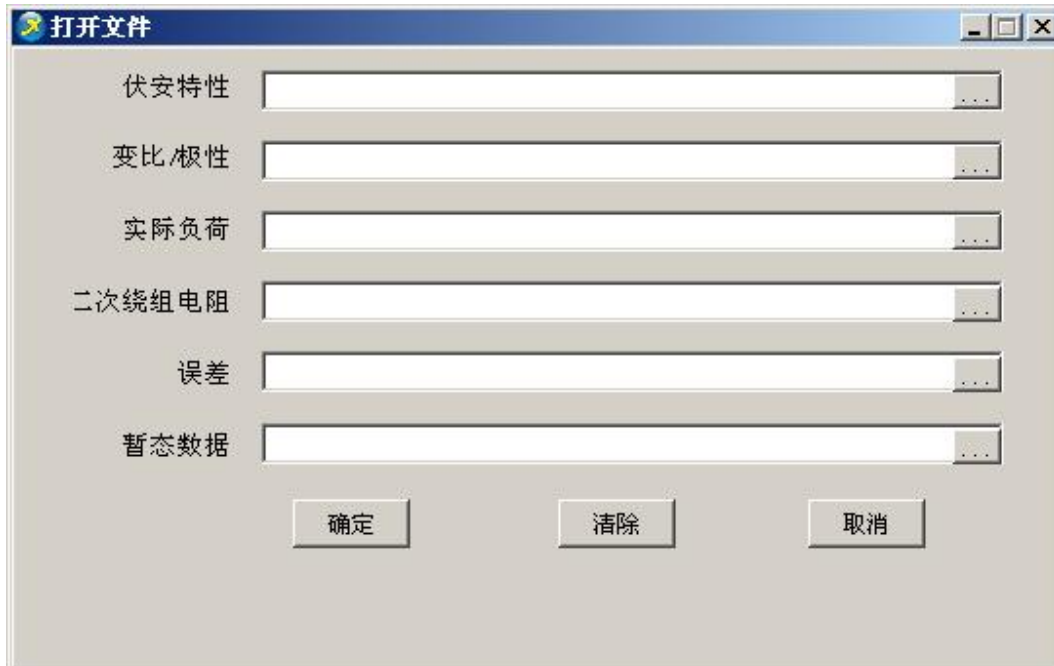 打开文件
伏安特性 ...
变比/极性 ...
实际负荷 ...
二次绕组电阻 ...
误差 ...
暂态数据 ...
确定 清除 取消